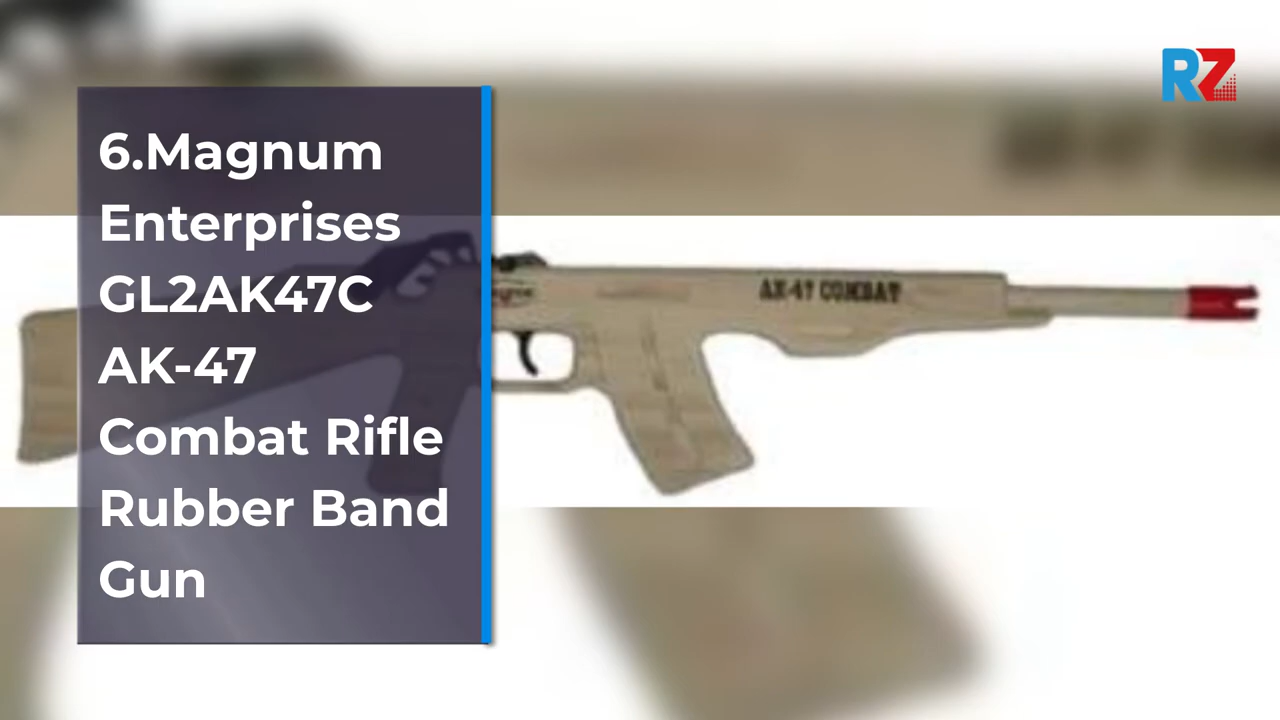 RZ
6.Magnum
Enterprises
GL2AK47C
AK-47
Combat Rifle
Rubber Band
Gun
AK-47 COMBAT